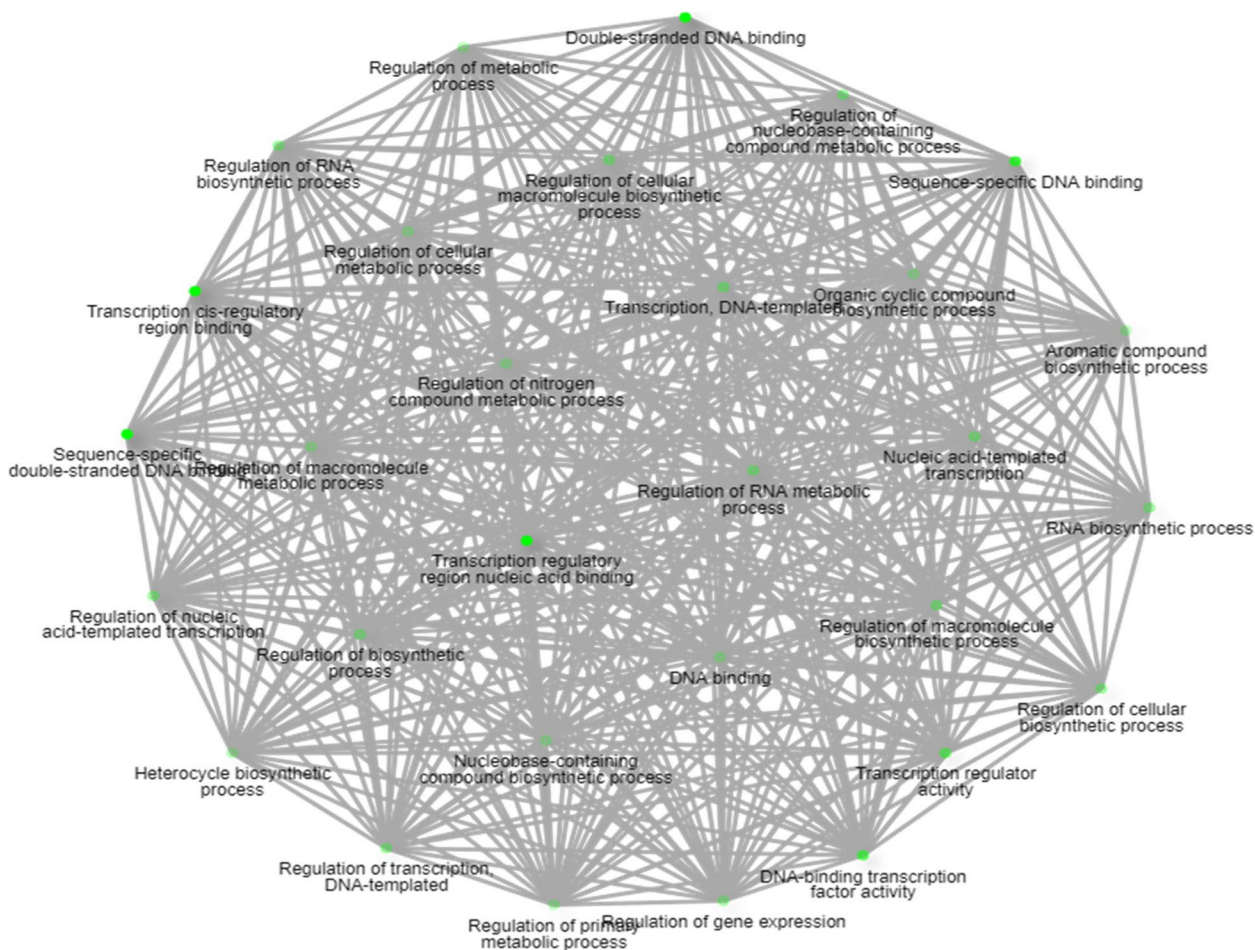 Double-stranded DNA binding
Regulation of metabolic
process
Regulation of
nucleobase-containing
compound metabolic process
Regulation of RNA
biosynthetic process
Regulation of cellular
macromolecule biosynthetic
process
Sequence-specific DNA binding
Regulation of cellular
metabolic process
Transcription cis-regulatory
region binding
Transcription, DNA-templated
Organic cyclic compound
biosynthetic process
Aromatic compound
biosynthetic process
Regulation of nitrogen
compound metabolic process
Sequence-specific
double-stranded DNA binding
Regulation of macromolecule
metabolic process
Nucleic acid-templated
transcription
Regulation of RNA metabolic
process
RNA biosynthetic process
Transcription regulatory
region nucleic acid binding
Regulation of nucleic
acid-templated transcription
Regulation of biosynthetic
process
Regulation of macromolecule
biosynthetic process
DNA binding
Regulation of cellular
biosynthetic process
Heterocycle biosynthetic
process
Nucleobase-containing
compound biosynthetic process
Transcription regulator
activity
Regulation of transcription,
DNA-templated
DNA-binding transcription
factor activity
Regulation of primary
metabolic process
Regulation of gene expression